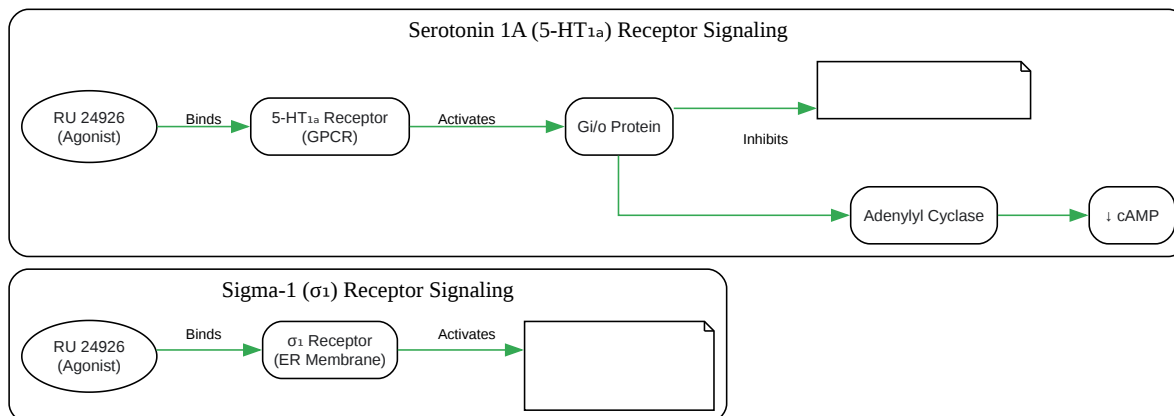 Serotonin 1A (5-HT₁ₐ) Receptor Signaling
RU 24926
(Agonist)
Binds
5-HT₁ₐ Receptor
(GPCR)
Activates
Gi/o Protein
Inhibits
Adenylyl Cyclase
↓ cAMP
Sigma-1 (σ₁) Receptor Signaling
RU 24926
(Agonist)
Binds
σ₁ Receptor
(ER Membrane)
Activates